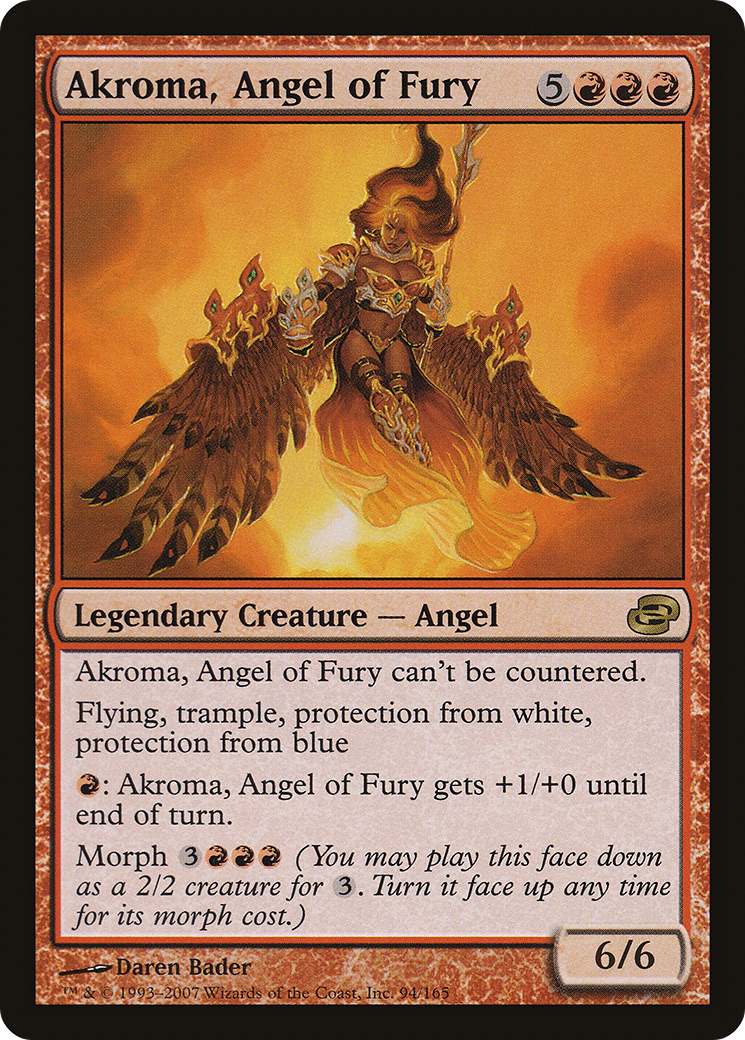 Akroma, Angel of Fury 5
Legendary Creature — Angel
Akroma, Angel of Fury can't be countered.
Flying, trample, protection from white,
protection from blue
: Akroma, Angel of Fury gets +1/+0 until
end of turn.
Morph 3 (You may play this face down
as a 2/2 creature for 3. Turn it face up any time
for its morph cost.)
6/6
Daren Bader
™ & © 1993–2007 Wizards of the Coast, Inc. 94/165